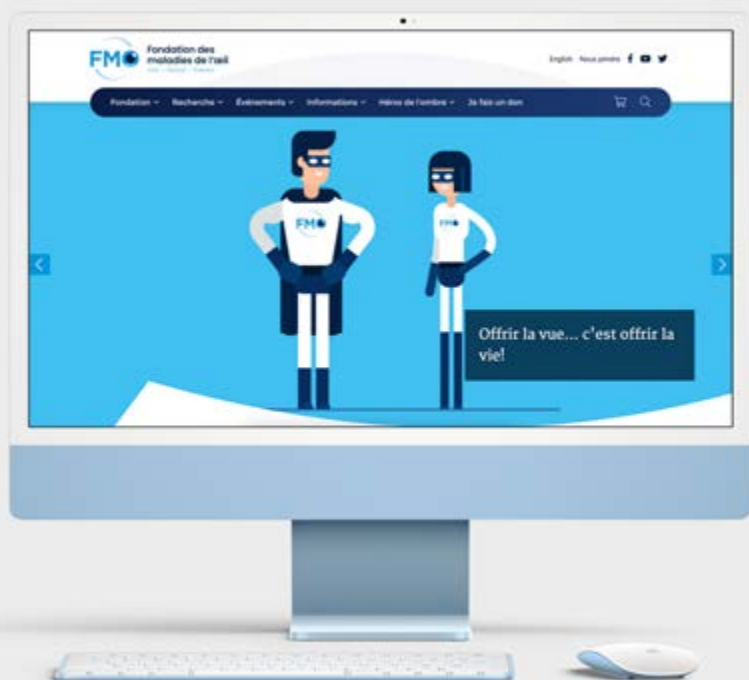 FMO
Fondation des
maladies de l'œil
English Nous joindre
Fondation Recherche Événements Informations Héros de l'ombre Je fais un don
FMO
FMO
Offrir la vue... c'est offrir la
vie!